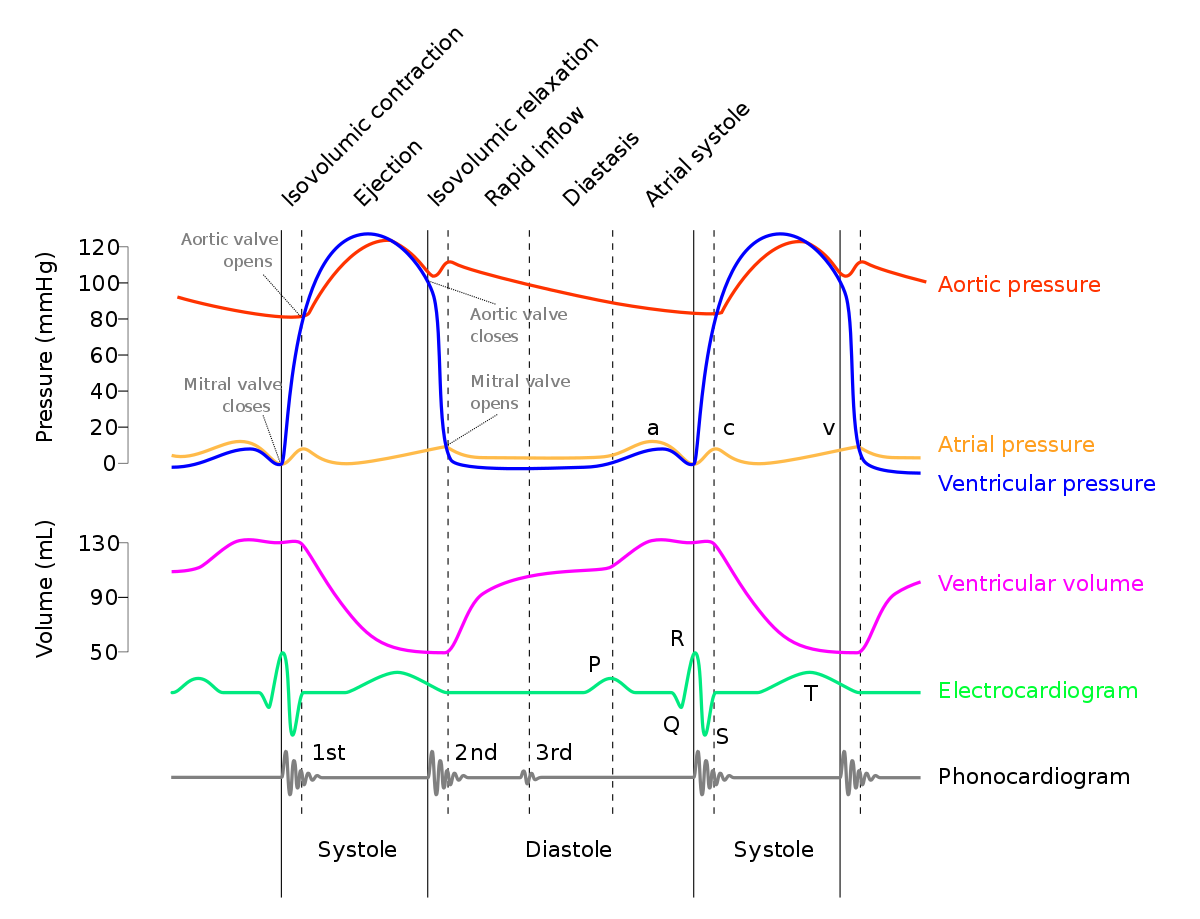 Isovolumic contraction
Ejection
Isovolumic relaxation
Rapid inflow
Diastasis
Atrial systole
Pressure (mmHg)
120
100
80
60
40
20
0
Aortic valve
opens
Aortic valve
closes
Mitral valve
closes
Mitral valve
opens
a
c
v
Aortic pressure
Atrial pressure
Ventricular pressure
Volume (mL)
130
90
50
Ventricular volume
P
R
Q
S
T
Electrocardiogram
1st
2nd
3rd
Phonocardiogram
Systole
Diastole
Systole